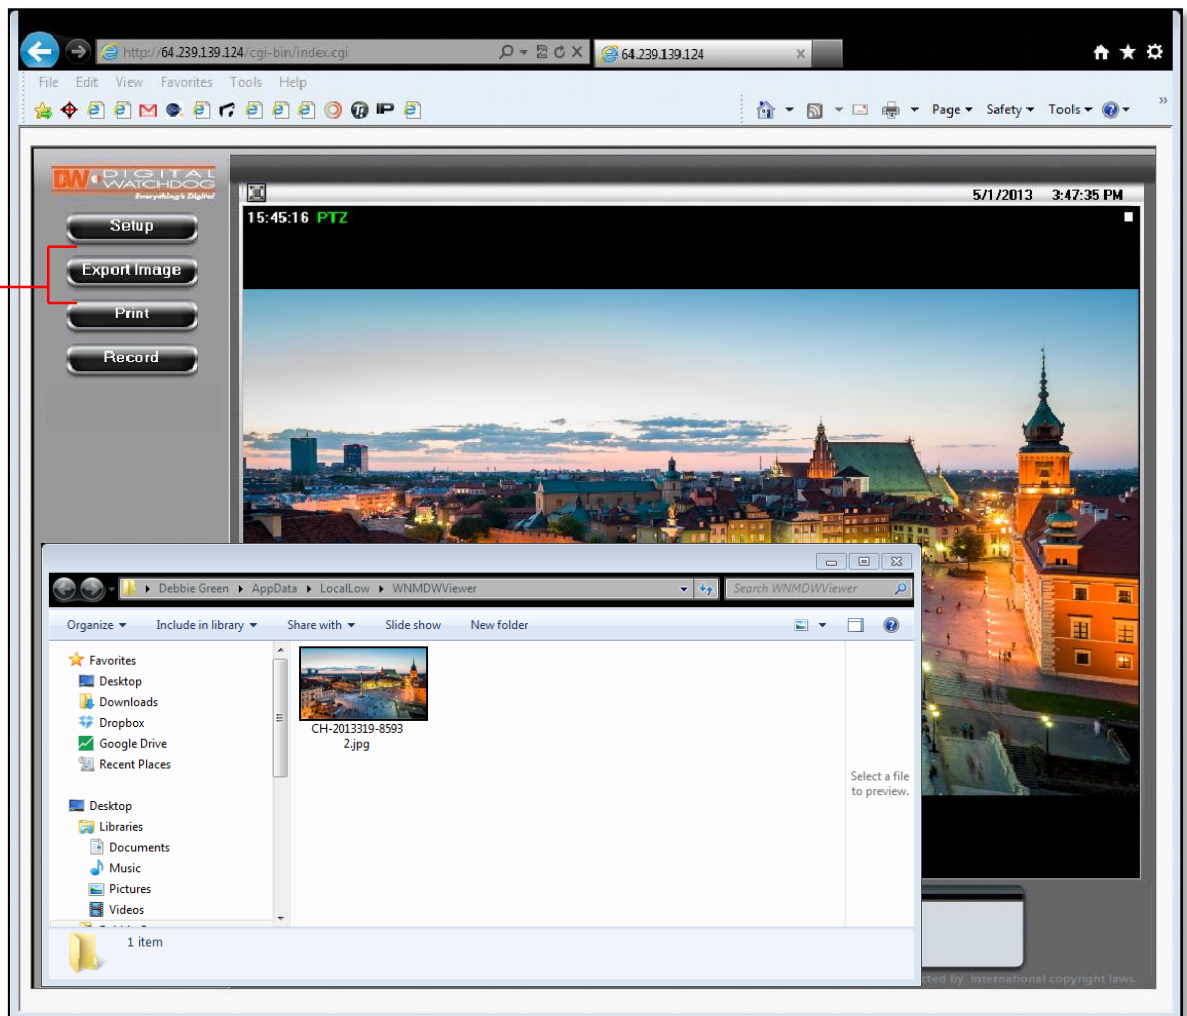 http://64.239.139.124/cgi-bin/index.cgi
64.239.139.124
File Edit View Favorites Tools Help
IP
Page Safety Tools
DW DIGITAL WATCHDOG
Everything's Digital
5/1/2013 3:47:35 PM
15:45:16 PTZ
Setup
Export Image
Print
Record
Debbie Green AppData LocalLow WNMDWViewer
Search WNMDWViewer
Organize Include in library Share with Slide show New folder
Favorites
Desktop
Downloads
Dropbox
Google Drive
Recent Places
Desktop
Libraries
Documents
Music
Pictures
Videos
CH-2013319-8593
2.jpg
Select a file
to preview.
1 item
by international copyright laws.